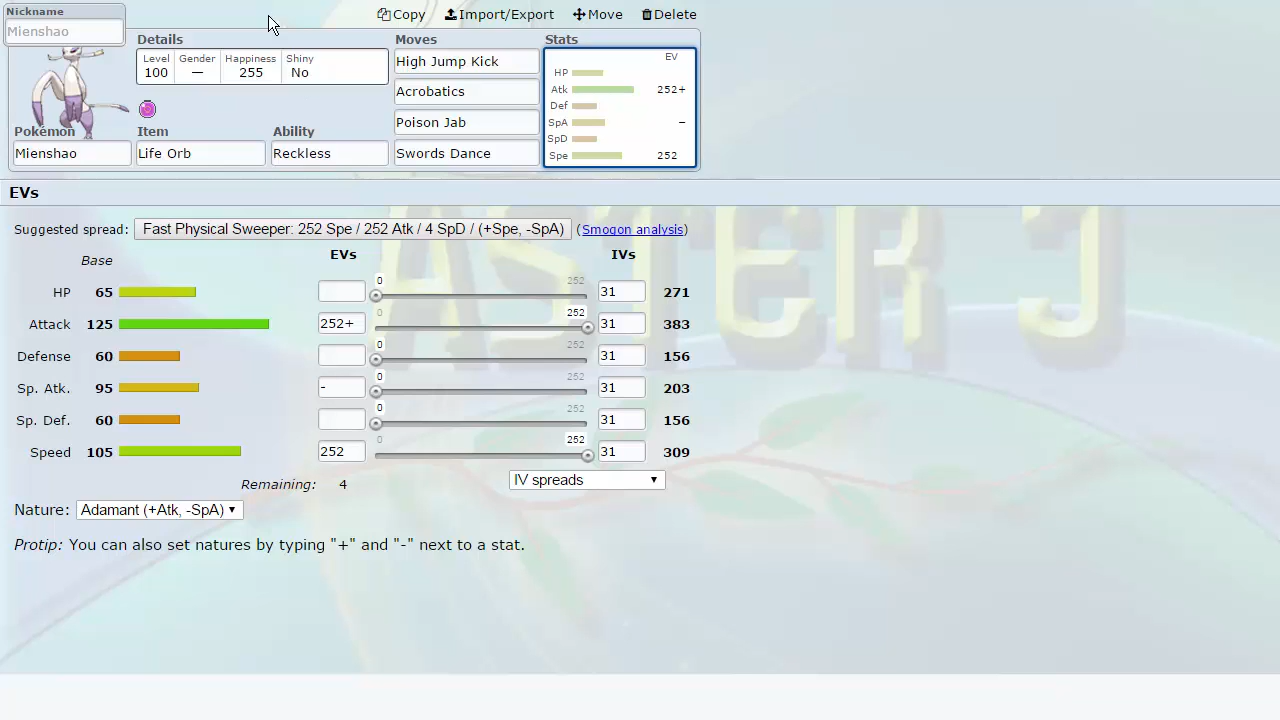 Nickname
Mienshao
Copy Import/Export Move Delete
Details
Level Gender Happiness Shiny
100 — 255 No
Moves
High Jump Kick
Acrobatics
Poison Jab
Swords Dance
Stats
EV
HP
Atk 252+
Def
SpA –
SpD
Spe 252
Pokémon Item Ability
Mienshao Life Orb Reckless
EVs
Suggested spread: Fast Physical Sweeper: 252 Spe / 252 Atk / 4 SpD / (+Spe, -SpA) (Smogon analysis)
Base EVs IVs
HP 65 0 252 31 271
Attack 125 252+ 0 252 31 383
Defense 60 0 252 31 156
Sp. Atk. 95 - 0 252 31 203
Sp. Def. 60 0 252 31 156
Speed 105 252 0 252 31 309
Remaining: 4 IV spreads
Nature: Adamant (+Atk, -SpA)
Protip: You can also set natures by typing "+" and "-" next to a stat.
ASTER J